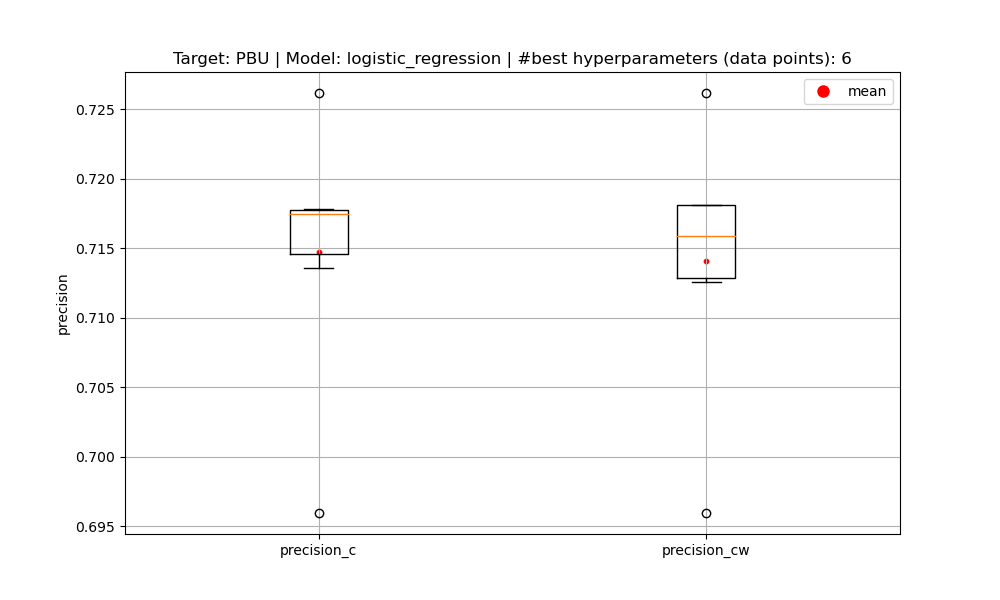 Target: PBU | Model: logistic_regression | #best hyperparameters (data points): 6
mean
0.725
0.720
0.715
0.710
0.705
0.700
0.695
precision
precision_c
precision_cw